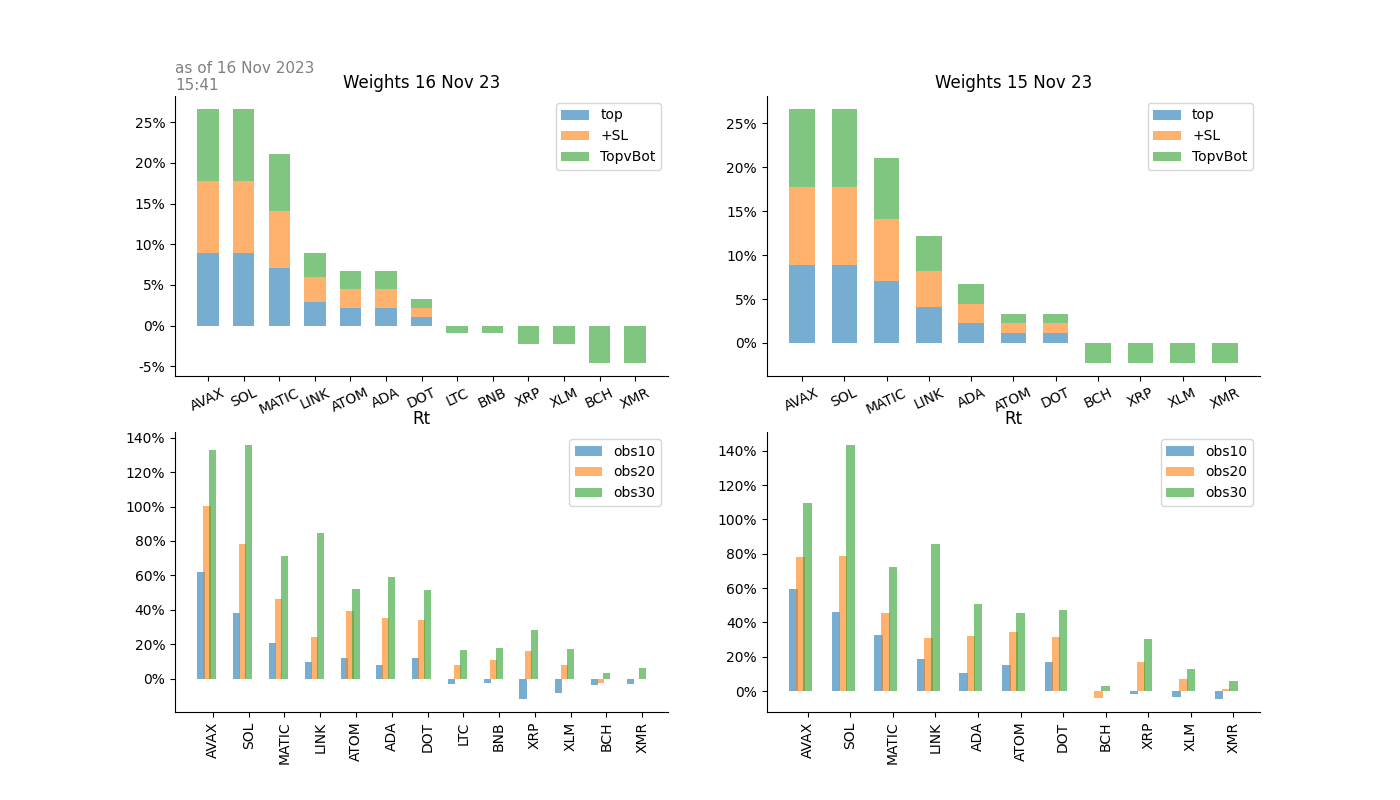 as of 16 Nov 2023
15:41
Weights 16 Nov 23
25%
20%
15%
10%
5%
0%
-5%
top
+SL
TopvBot
AVAX SOL MATIC LINK ATOM ADA DOT LTC BNB XRP XLM BCH XMR
Weights 15 Nov 23
25%
20%
15%
10%
5%
0%
top
+SL
TopvBot
AVAX SOL MATIC LINK ADA ATOM DOT BCH XRP XLM XMR
Rt
140%
120%
100%
80%
60%
40%
20%
0%
obs10
obs20
obs30
AVAX SOL MATIC LINK ATOM ADA DOT LTC BNB XRP XLM BCH XMR
Rt
140%
120%
100%
80%
60%
40%
20%
0%
obs10
obs20
obs30
AVAX SOL MATIC LINK ADA ATOM DOT BCH XRP XLM XMR